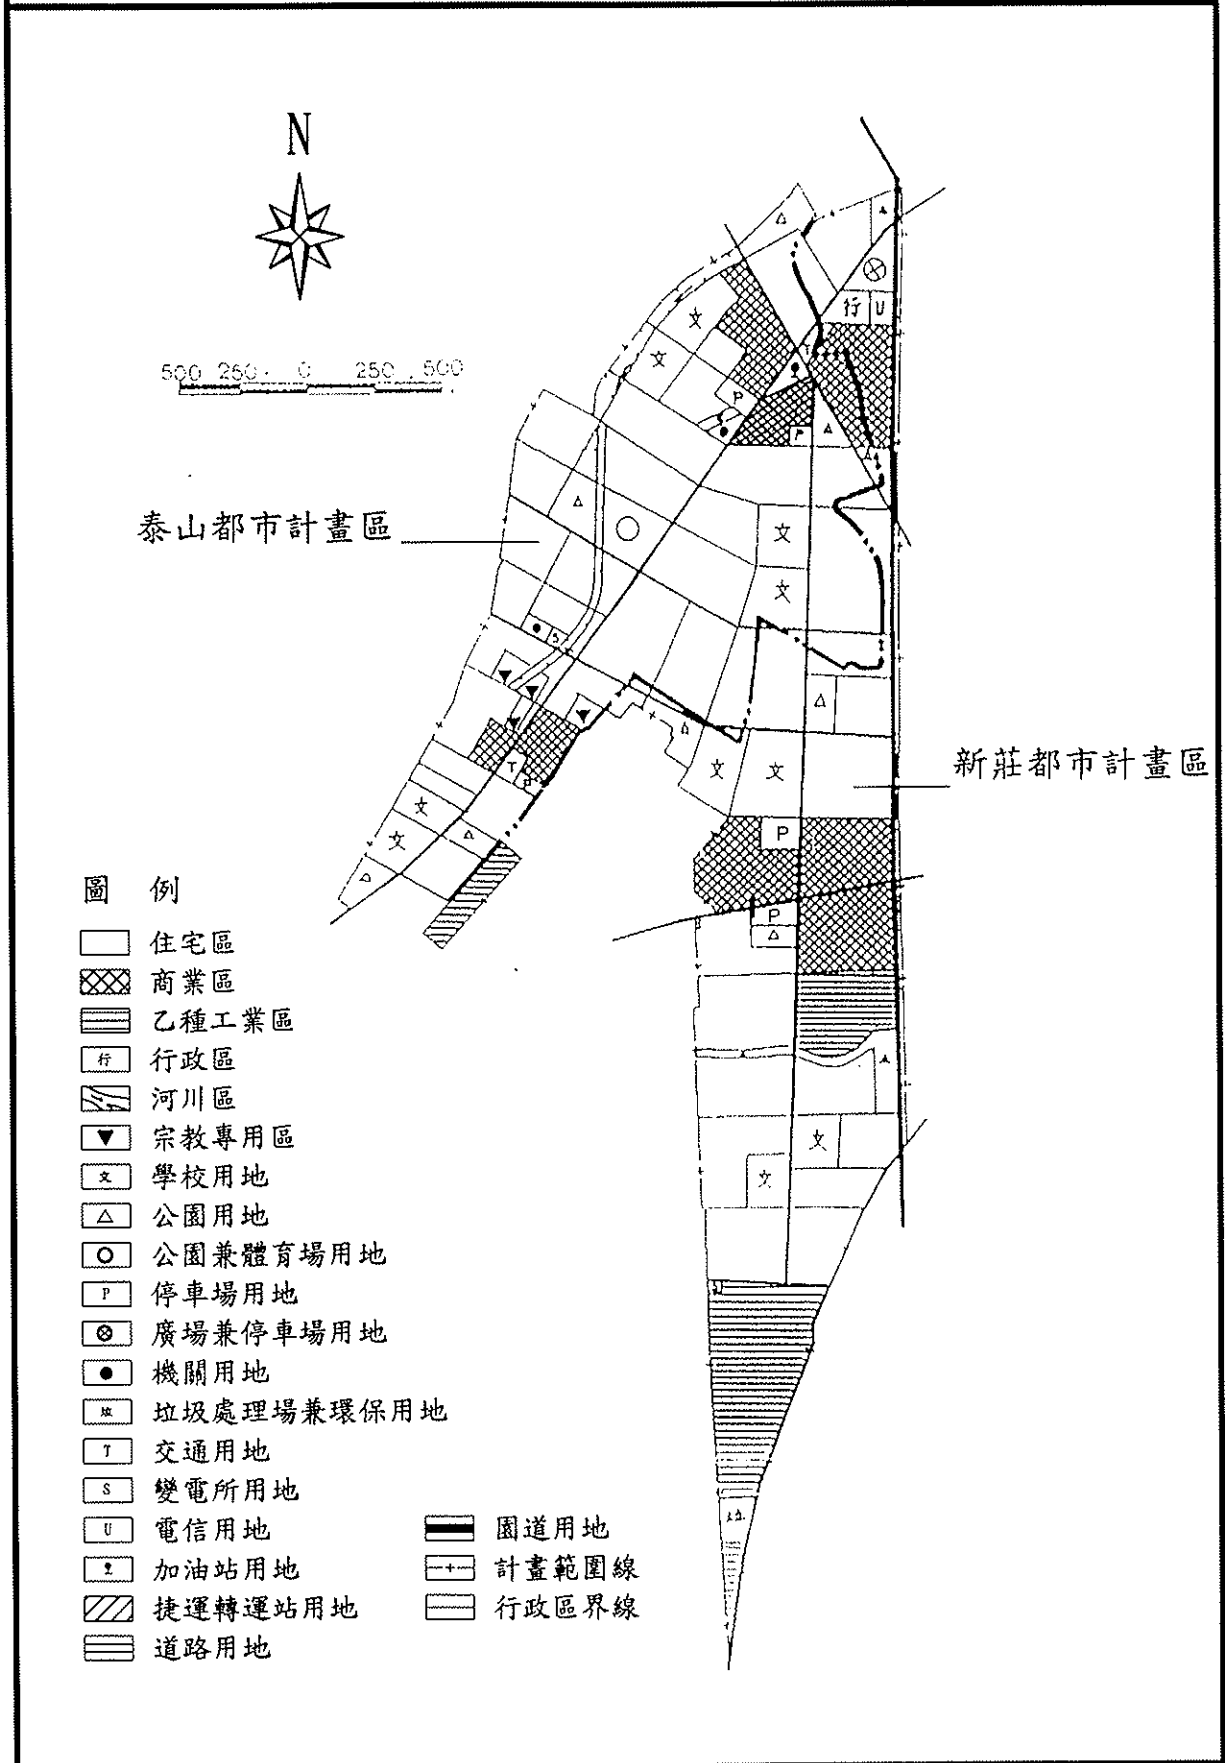 N
500 250 0 250 500
泰山都市計畫區
新莊都市計畫區
行 U
文
文
P
P
文
文
S
文 文
T
P
文
文
P
P
文
文
圖 例
住宅區
商業區
乙種工業區
行 行政區
河川區
宗教專用區
文 學校用地
公園用地
公園兼體育場用地
P 停車場用地
廣場兼停車場用地
機關用地
垃圾處理場兼環保用地
T 交通用地
S 變電所用地
U 電信用地
加油站用地
捷運轉運站用地
道路用地
園道用地
計畫範圍線
行政區界線